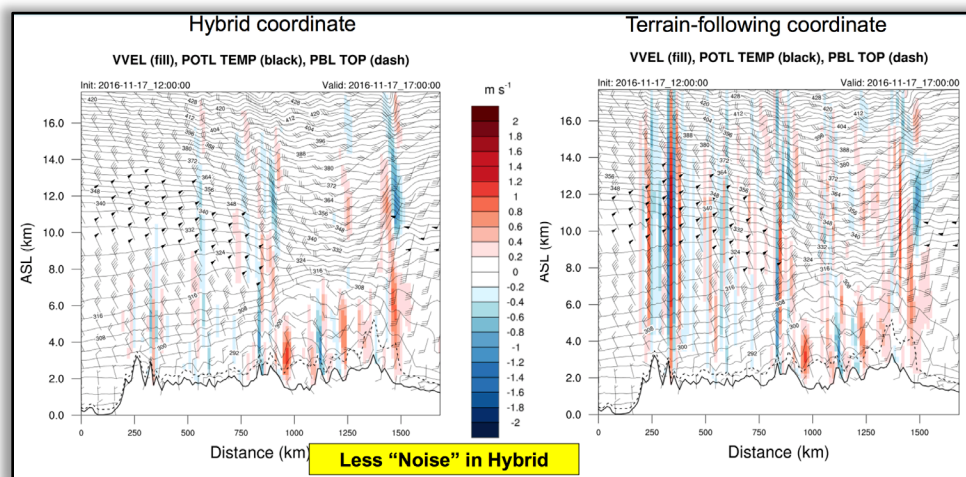 Hybrid coordinate
VVEL (fill), POTL TEMP (black), PBL TOP (dash)
Init: 2016-11-17_12:00:00 Valid: 2016-11-17_17:00:00
ASL (km)
16.0
14.0
12.0
10.0
8.0
6.0
4.0
2.0
0.0
0 250 500 750 1000 1250 1500
Distance (km)
m s-1
2
1.8
1.6
1.4
1.2
1
0.8
0.6
0.4
0.2
0
-0.2
-0.4
-0.6
-0.8
-1
-1.2
-1.4
-1.6
-1.8
-2
Terrain-following coordinate
VVEL (fill), POTL TEMP (black), PBL TOP (dash)
Init: 2016-11-17_12:00:00 Valid: 2016-11-17_17:00:00
ASL (km)
16.0
14.0
12.0
10.0
8.0
6.0
4.0
2.0
0.0
0 250 500 750 1000 1250 1500
Distance (km)
Less “Noise” in Hybrid